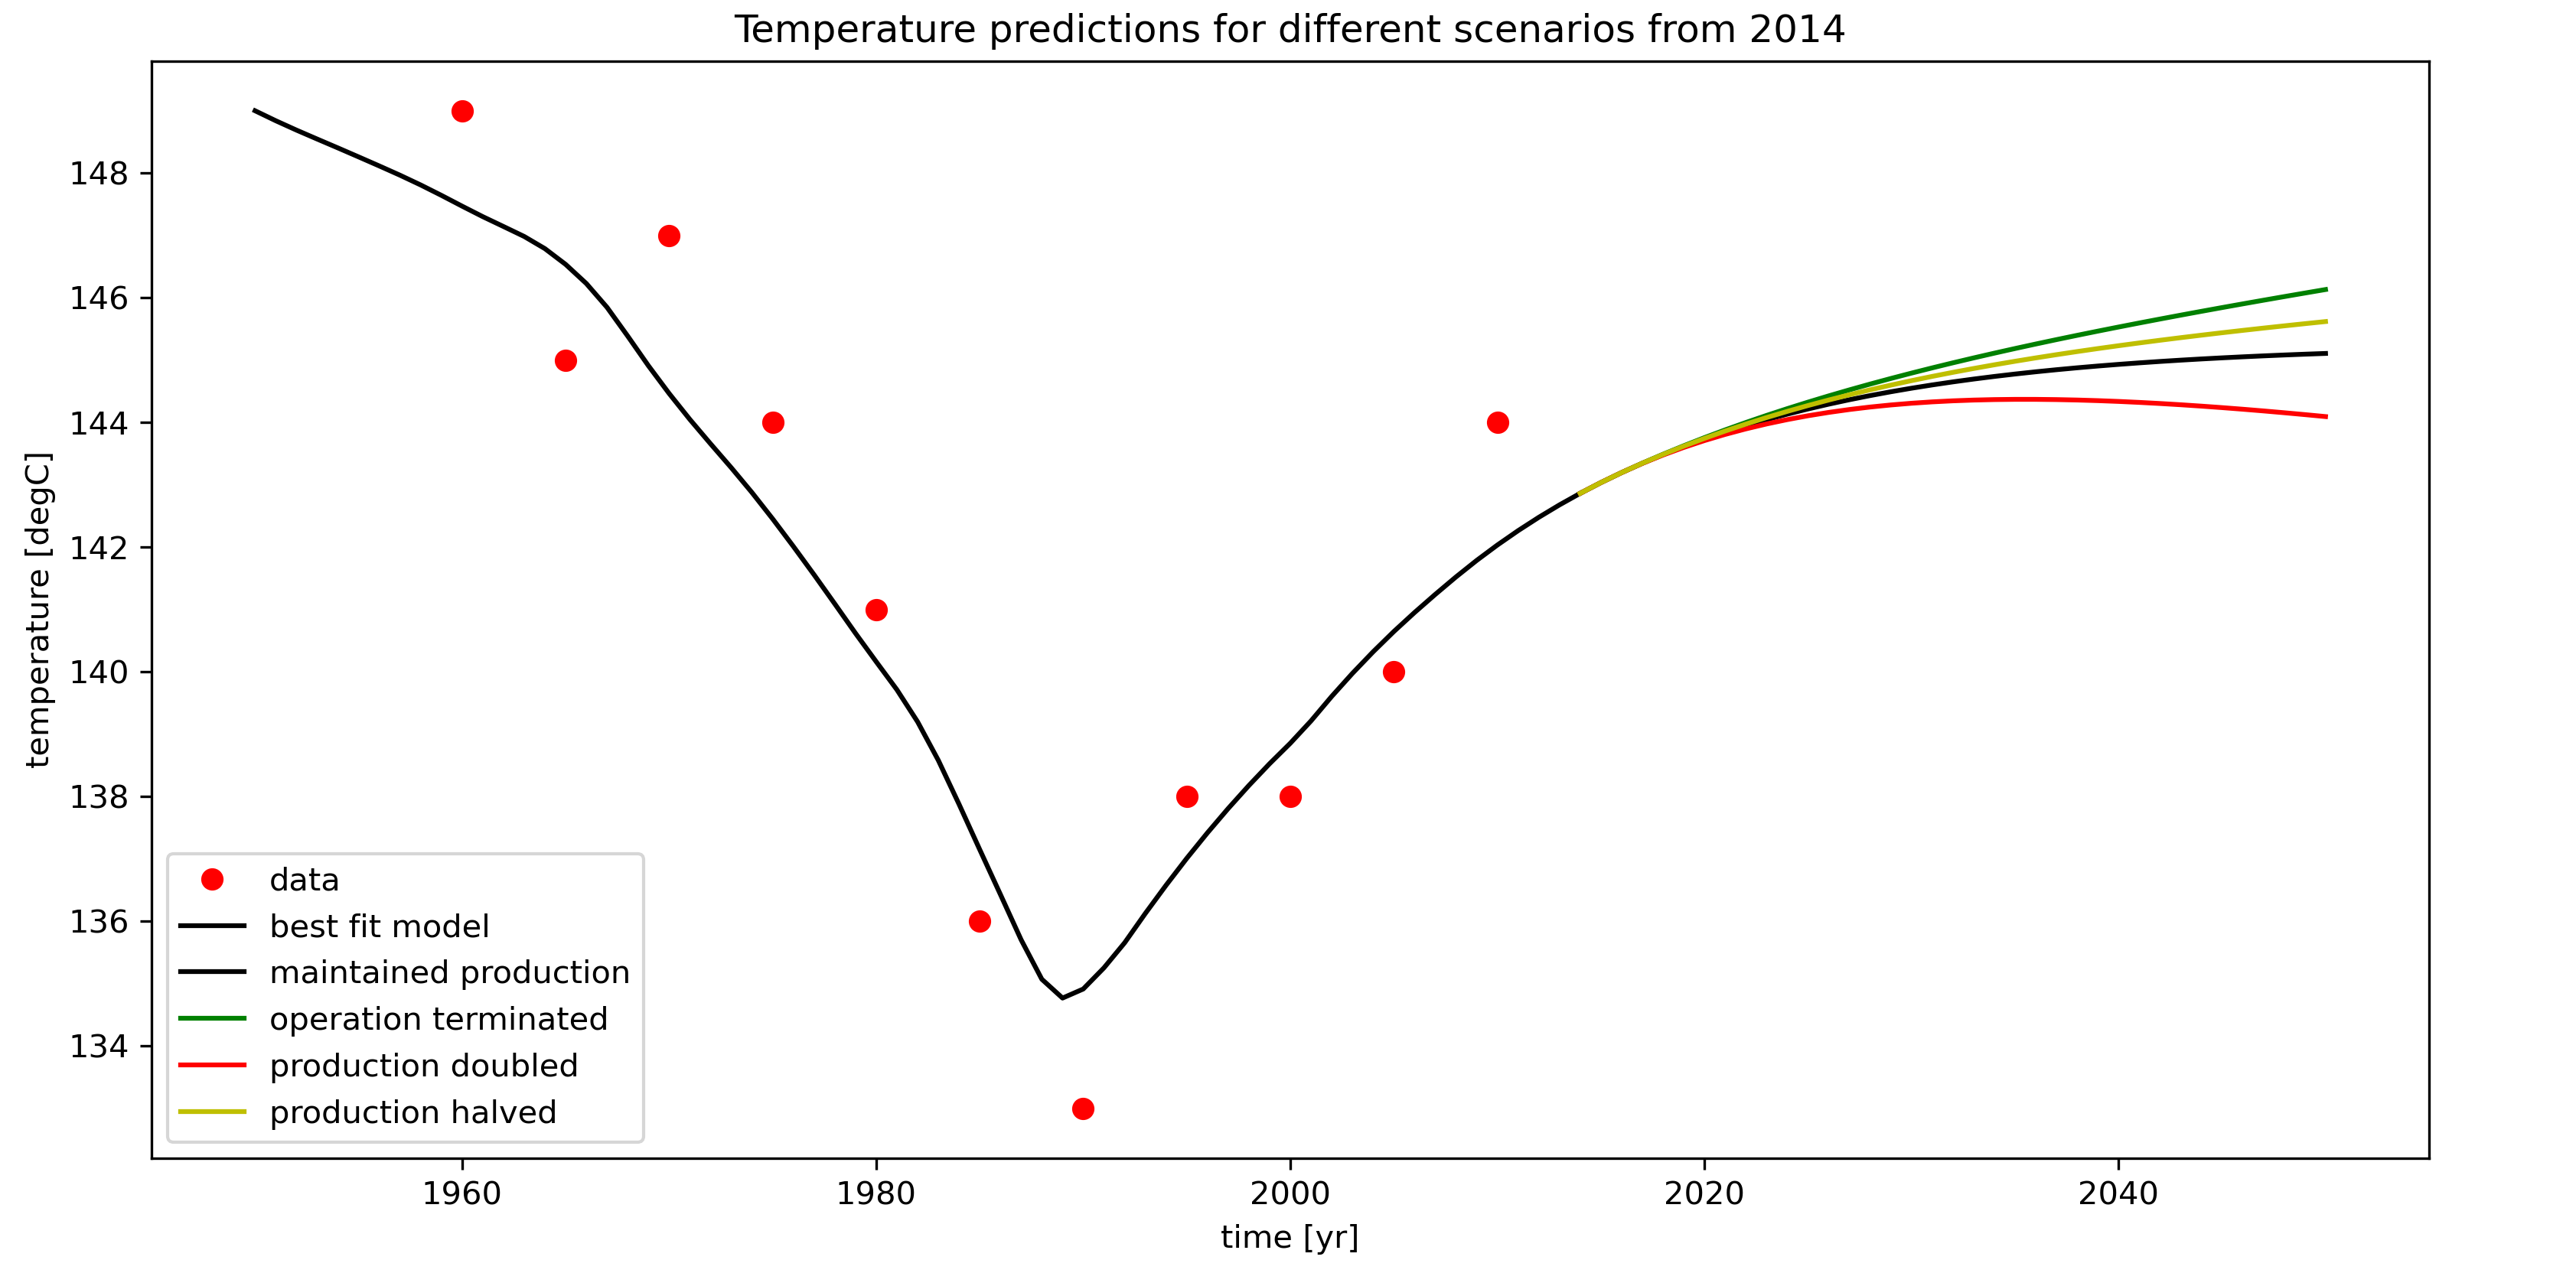 Temperature predictions for different scenarios from 2014
temperature [degC]
148
146
144
142
140
138
136
134
data
best fit model
maintained production
operation terminated
production doubled
production halved
1960
1980
2000
2020
2040
time [yr]